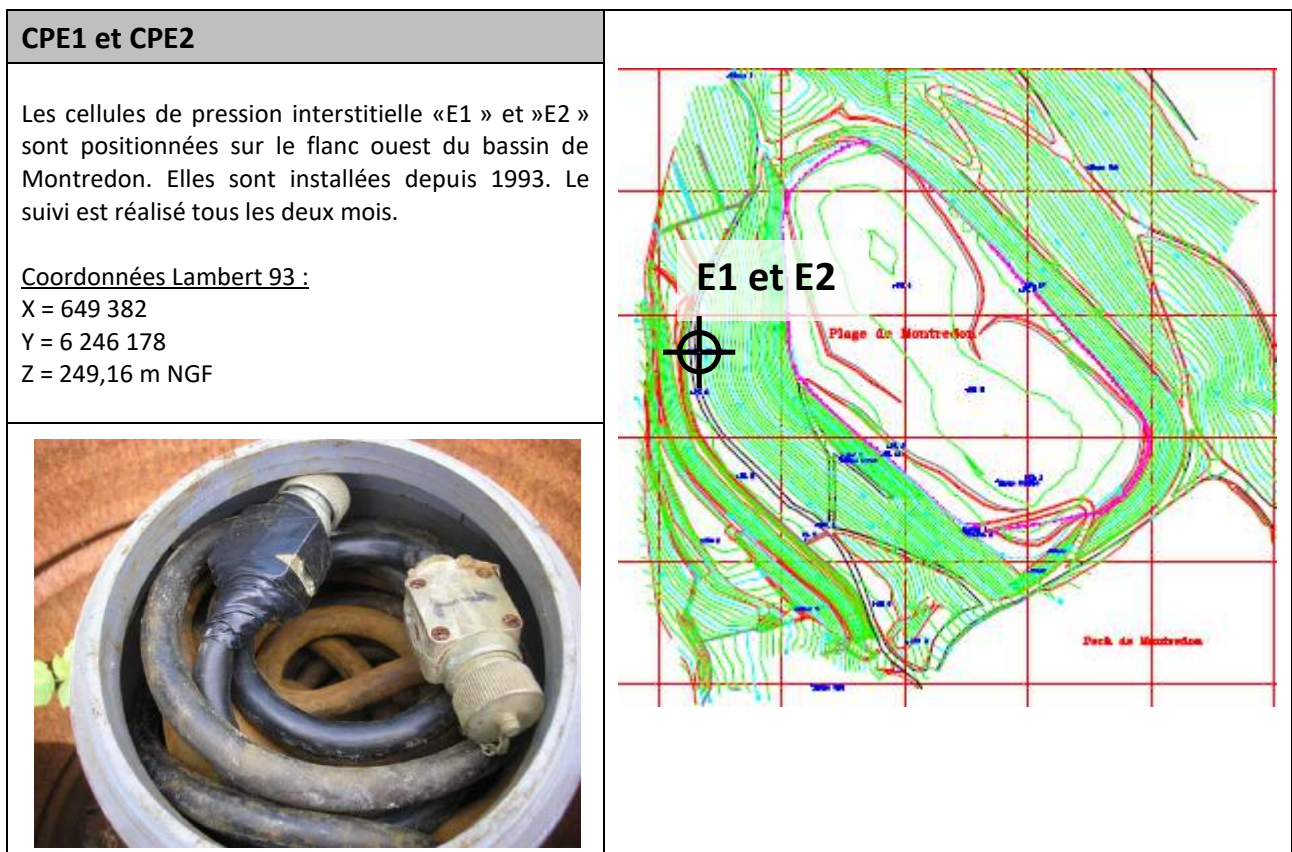 CPE1 et CPE2
Les cellules de pression interstitielle «E1 » et »E2 »
sont positionnées sur le flanc ouest du bassin de
Montredon. Elles sont installées depuis 1993. Le
suivi est réalisé tous les deux mois.
Coordonnées Lambert 93 :
X = 649 382
Y = 6 246 178
Z = 249,16 m NGF
E1 et E2
Plage de Montredon
Pech de Montredon